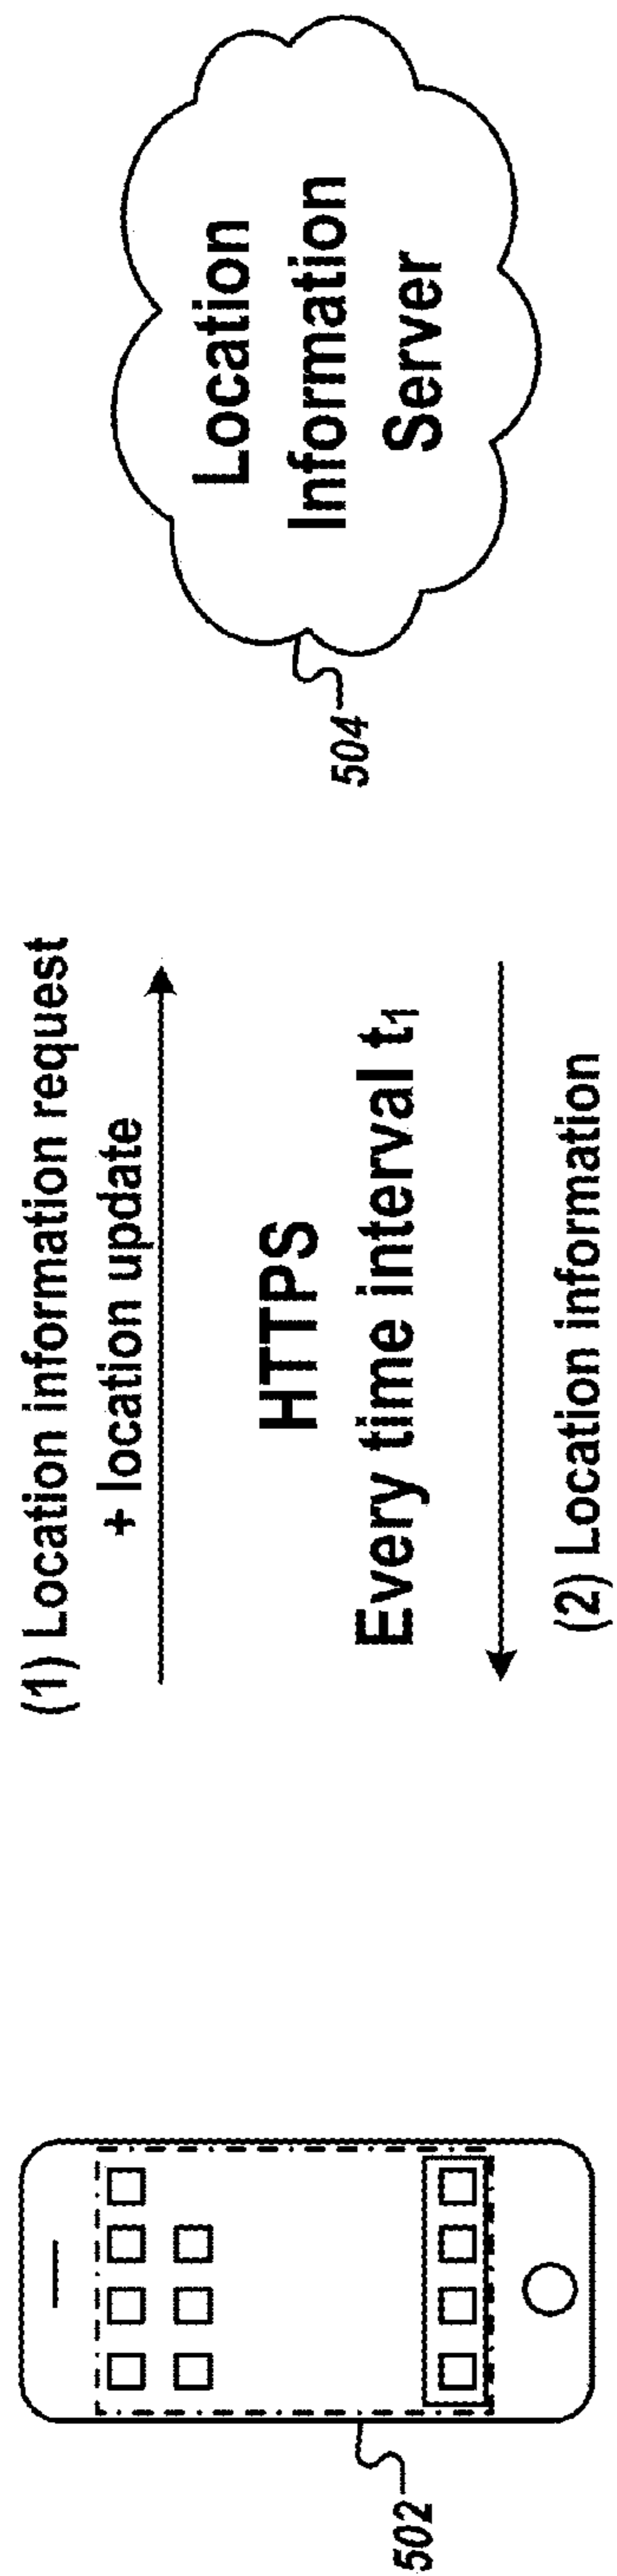 (1) Location information request
+ location update
HTTPS
Every time interval t₁
(2) Location information
502
504
Location
Information
Server